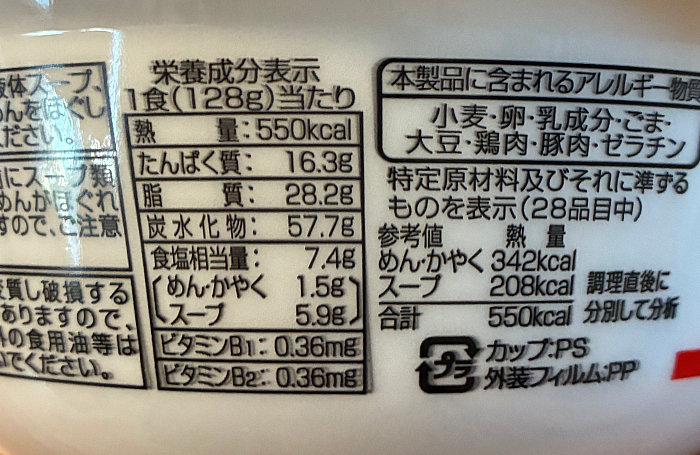 液体スープ、
めんをほぐし
ください。
にスープ類
めんがほぐれ
すので、ご注意
変質し破損する
ありますので、
外の食用油等は
いでください。
栄養成分表示
1食(128g)当たり
熱量:550kcal
たんぱく質:16.3g
脂質:28.2g
炭水化物:57.7g
食塩相当量:7.4g
めん・かやく 1.5g
スープ 5.9g
ビタミンB1:0.36mg
ビタミンB2:0.36mg
本製品に含まれるアレルギー物質
小麦・卵・乳成分・ごま・
大豆・鶏肉・豚肉・ゼラチン
特定原材料及びそれに準ずる
ものを表示(28品目中)
参考値 熱量
めん・かやく 342kcal
スープ 208kcal
合計 550kcal
調理直後に
分別して分析
プラ
カップ:PS
外装フィルム:PP